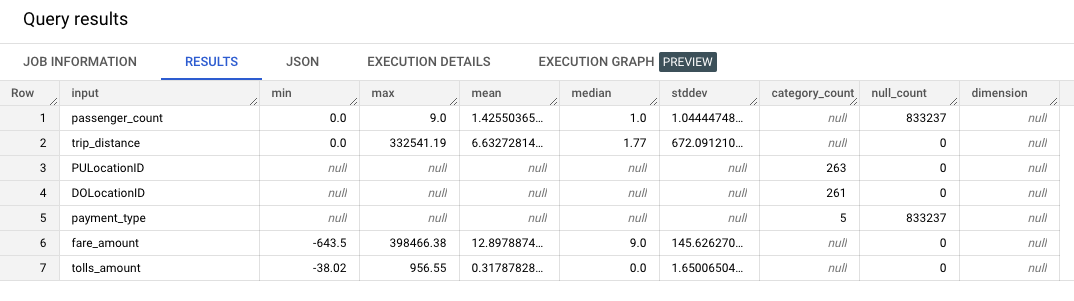 Query results
JOB INFORMATION RESULTS JSON EXECUTION DETAILS EXECUTION GRAPH PREVIEW
Row input min max mean median stddev category_count null_count dimension
1 passenger_count 0.0 9.0 1.42550365... 1.0 1.04444748... null 833237 null
2 trip_distance 0.0 332541.19 6.63272814... 1.77 672.091210... null 0 null
3 PULocationID null null null null null 263 0 null
4 DOLocationID null null null null null 261 0 null
5 payment_type null null null null null 5 833237 null
6 fare_amount -643.5 398466.38 12.8978874... 9.0 145.626270... null 0 null
7 tolls_amount -38.02 956.55 0.31787828... 0.0 1.65006504... null 0 null